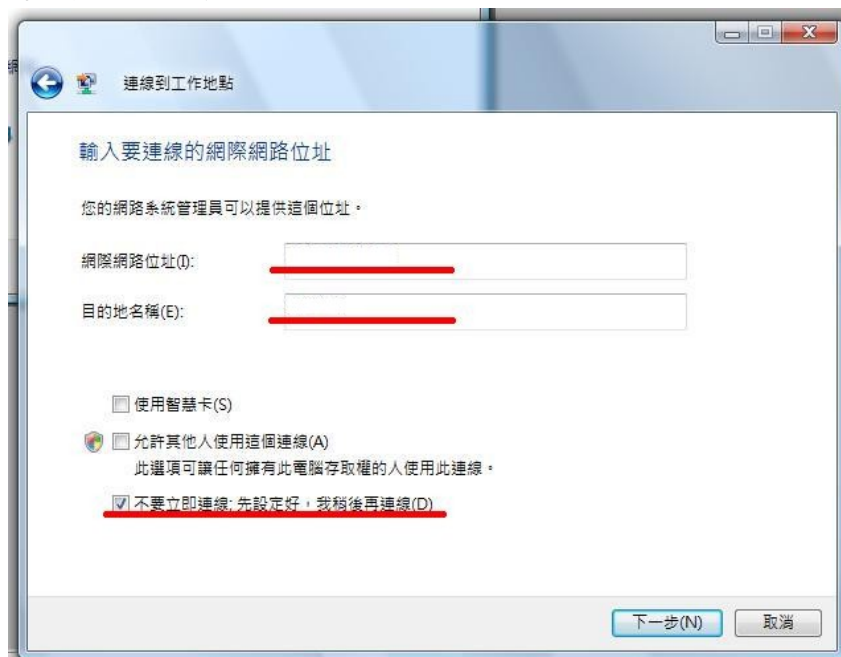 連線到工作地點
輸入要連線的網際網路位址
您的網路系統管理員可以提供這個位址。
網際網路位址(I):
目的地名稱(E):
使用智慧卡(S)
允許其他人使用這個連線(A)
此選項可讓任何擁有此電腦存取權的人使用此連線。
不要立即連線; 先設定好，我稍後再連線(D)
下一步(N) 取消